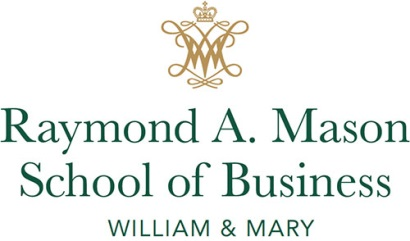 Raymond A. Mason
School of Business
WILLIAM & MARY